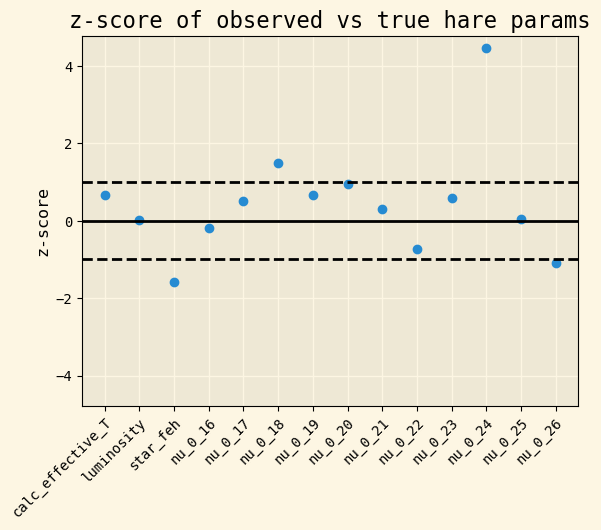 z-score of observed vs true hare params
z-score
4
2
0
−2
−4
calc_effective_T
luminosity
star_feh
nu_0_16
nu_0_17
nu_0_18
nu_0_19
nu_0_20
nu_0_21
nu_0_22
nu_0_23
nu_0_24
nu_0_25
nu_0_26